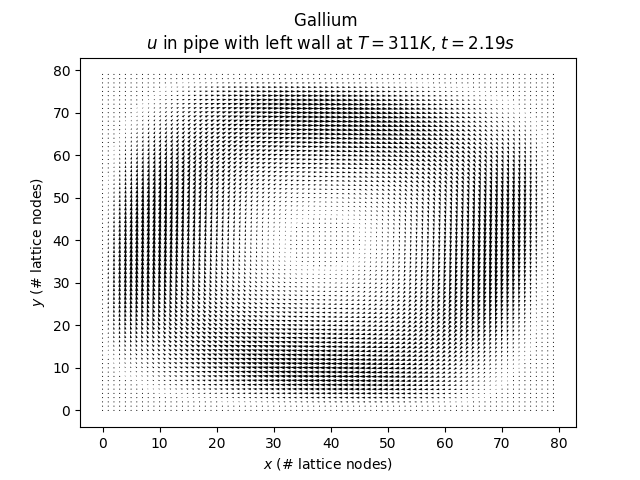 Gallium
u in pipe with left wall at T = 311K, t = 2.19s
80
70
60
50
40
30
20
10
0
y (# lattice nodes)
0 10 20 30 40 50 60 70 80
x (# lattice nodes)